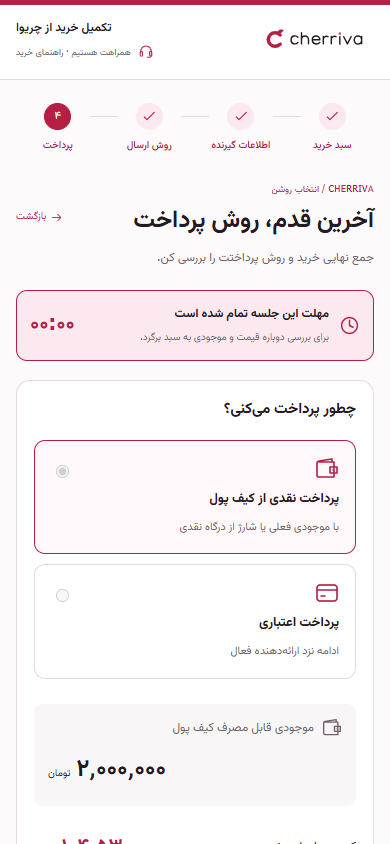 cherriva
تکمیل خرید از چریوا
همراهت هستیم · راهنمای خرید
سبد خرید
اطلاعات گیرنده
روش ارسال
۴
پرداخت
CHERRIVA / انتخاب روشن
آخرین قدم، روش پرداخت
بازگشت
جمع نهایی خرید و روش پرداختت را بررسی کن.
مهلت این جلسه تمام شده است
برای بررسی دوباره قیمت و موجودی به سبد برگرد.
۰۰:۰۰
چطور پرداخت می‌کنی؟
پرداخت نقدی از کیف پول
با موجودی فعلی یا شارژ از درگاه نقدی
پرداخت اعتباری
ادامه نزد ارائه‌دهنده فعال
موجودی قابل مصرف کیف پول
۲,۰۰۰,۰۰۰ تومان